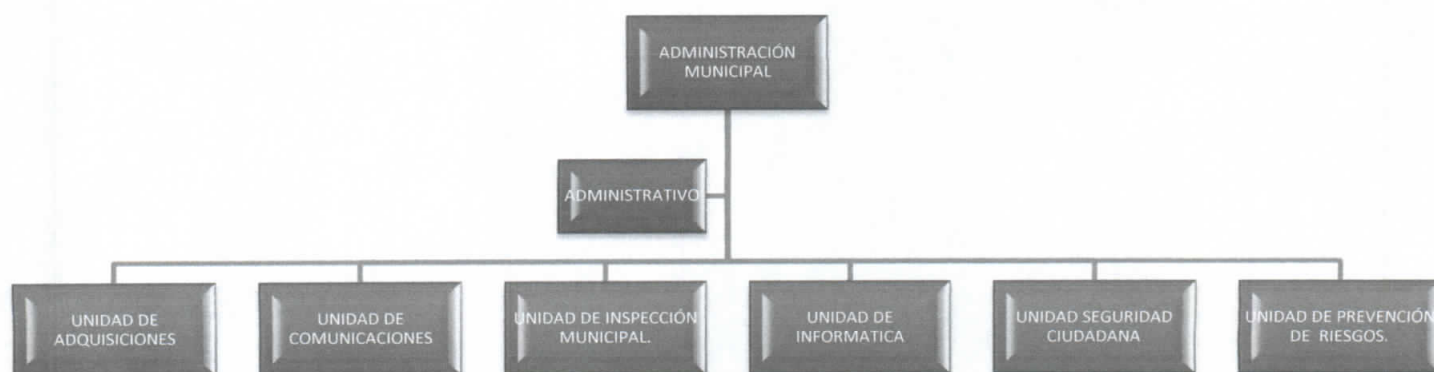 ADMINISTRACIÓN
MUNICIPAL
ADMINISTRATIVO
UNIDAD DE
ADQUISICIONES
UNIDAD DE
COMUNICACIONES
UNIDAD DE INSPECCIÓN
MUNICIPAL.
UNIDAD DE
INFORMATICA
UNIDAD SEGURIDAD
CIUDADANA
UNIDAD DE PREVENCIÓN
DE RIESGOS.